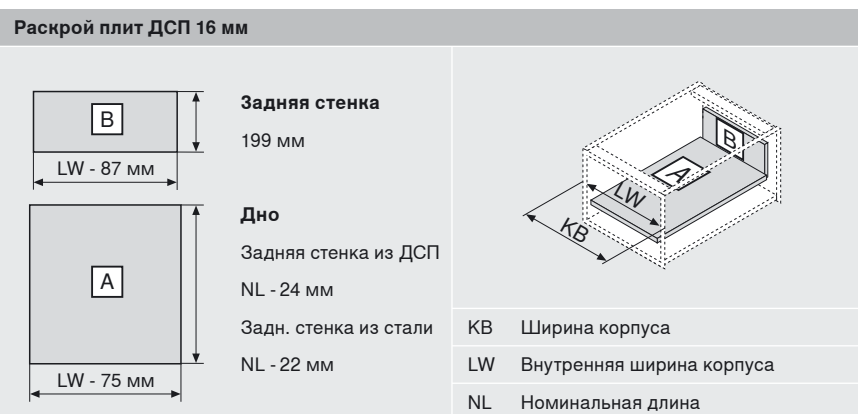 Раскрой плит ДСП 16 мм
B
LW - 87 мм
Задняя стенка
199 мм
A
LW - 75 мм
Дно
Задняя стенка из ДСП
NL - 24 мм
Задн. стенка из стали
NL - 22 мм
B
A
LW
KB
KB Ширина корпуса
LW Внутренняя ширина корпуса
NL Номинальная длина